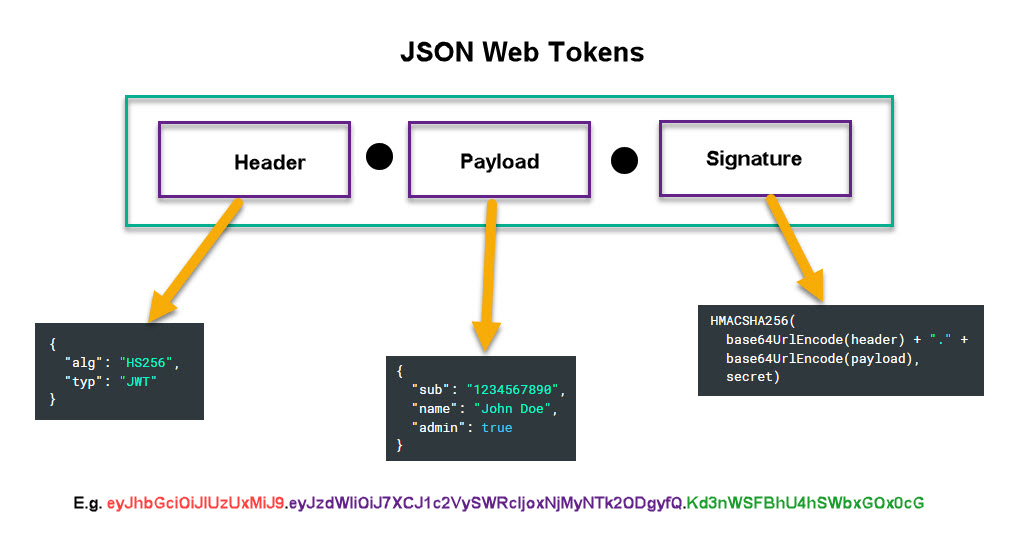 JSON Web Tokens
Header
Payload
Signature
{
"alg": "HS256",
"typ": "JWT"
}
{
"sub": "1234567890",
"name": "John Doe",
"admin": true
}
HMACSHA256(
base64UrlEncode(header) + "." +
base64UrlEncode(payload),
secret)
E.g. eyJhbGciOiJIUzUxMiJ9.eyJzdWIiOiJ7XCJ1c2VySWRcIjoxNjMyNTk2ODgyfQ.Kd3nWSFBhU4hSWbxGOx0cG